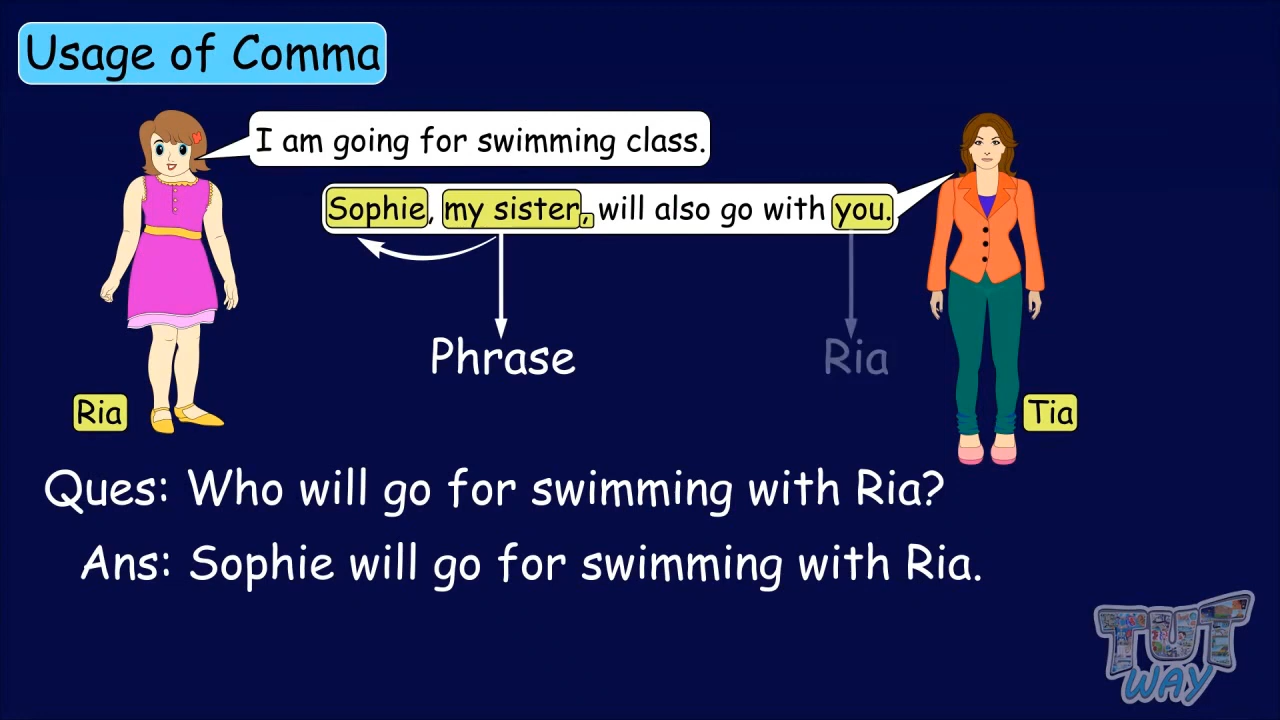 Usage of Comma
I am going for swimming class.
Sophie, my sister, will also go with you.
Phrase
Ria
Ria
Tia
Ques: Who will go for swimming with Ria?
Ans: Sophie will go for swimming with Ria.
TUT
WAY